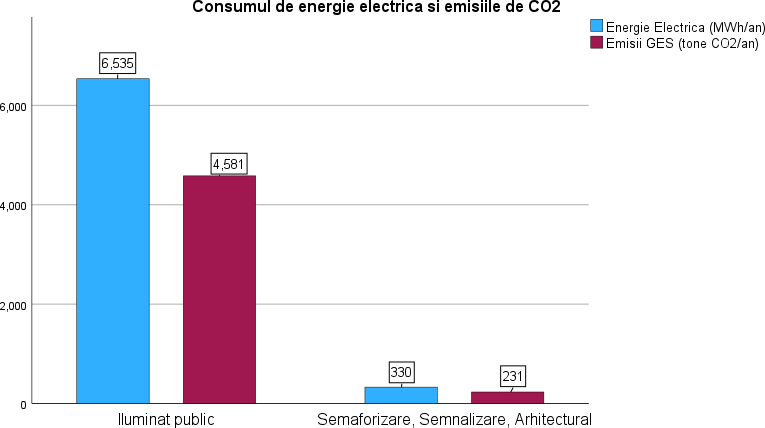 Consumul de energie electrica si emisiile de CO2
Energie Electrica (MWh/an)
Emisii GES (tone CO2/an)
6,535
6,000
4,581
4,000
2,000
330
231
0
Iluminat public
Semaforizare, Semnalizare, Arhitectural